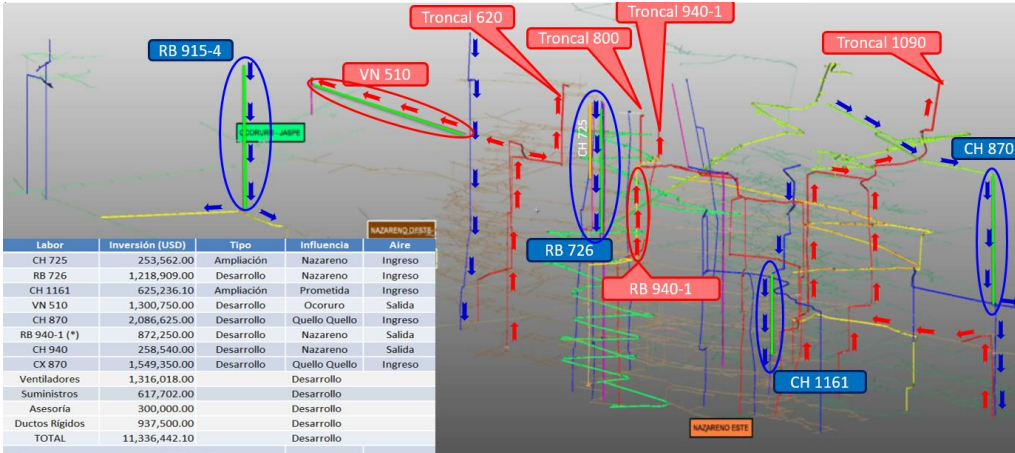 Troncal 620
Troncal 940-1
Troncal 800
Troncal 1090
RB 915-4
VN 510
CH 725
CH 870
RB 726
RB 940-1
CH 1161
NAZARENO OESTE
NAZARENO ESTE
Labor Inversión (USD) Tipo Influencia Aire
CH 725 253,562.00 Ampliación Nazareno Ingreso
RB 726 1,218,909.00 Desarrollo Nazareno Ingreso
CH 1161 625,236.10 Ampliación Prometida Ingreso
VN 510 1,300,750.00 Desarrollo Ocoruro Salida
CH 870 2,086,625.00 Desarrollo Quello Quello Ingreso
RB 940-1 (*) 872,250.00 Desarrollo Nazareno Salida
CH 940 258,540.00 Desarrollo Nazareno Salida
CX 870 1,549,350.00 Desarrollo Quello Quello Ingreso
Ventiladores 1,316,018.00 Desarrollo
Suministros 617,702.00 Desarrollo
Asesoría 300,000.00 Desarrollo
Ductos Rígidos 937,500.00 Desarrollo
TOTAL 11,336,442.10 Desarrollo